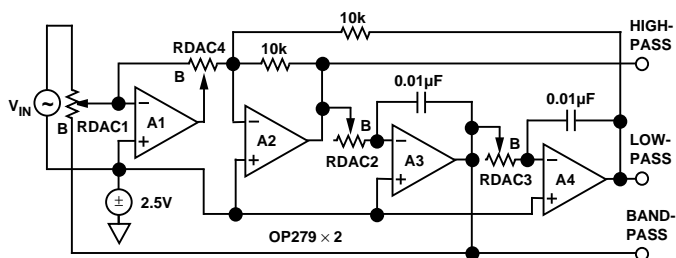 10k
HIGH-
PASS
RDAC4
10k
B
0.01µF
0.01µF
VIN
~
B
RDAC1
−
A1
+
−
A2
+
B
RDAC2
−
A3
+
B
RDAC3
−
A4
+
LOW-
PASS
±
2.5V
BAND-
PASS
OP279 × 2